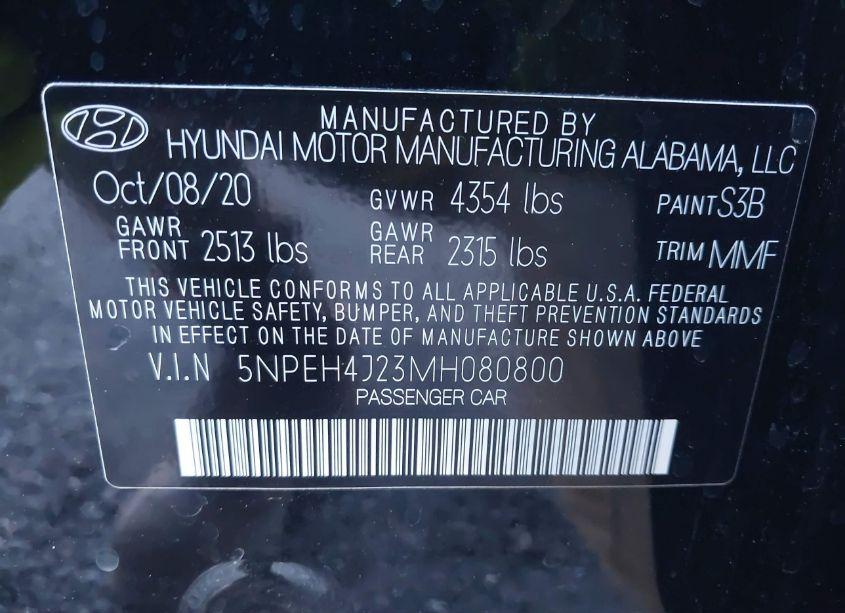 MANUFACTURED BY
HYUNDAI MOTOR MANUFACTURING ALABAMA, LLC
Oct/08/20 GVWR 4354 lbs PAINT S3B
GAWR FRONT 2513 lbs GAWR REAR 2315 lbs TRIM MMF
THIS VEHICLE CONFORMS TO ALL APPLICABLE U.S.A. FEDERAL
MOTOR VEHICLE SAFETY, BUMPER, AND THEFT PREVENTION STANDARDS
IN EFFECT ON THE DATE OF MANUFACTURE SHOWN ABOVE
V.I.N 5NPEH4J23MH080800
PASSENGER CAR